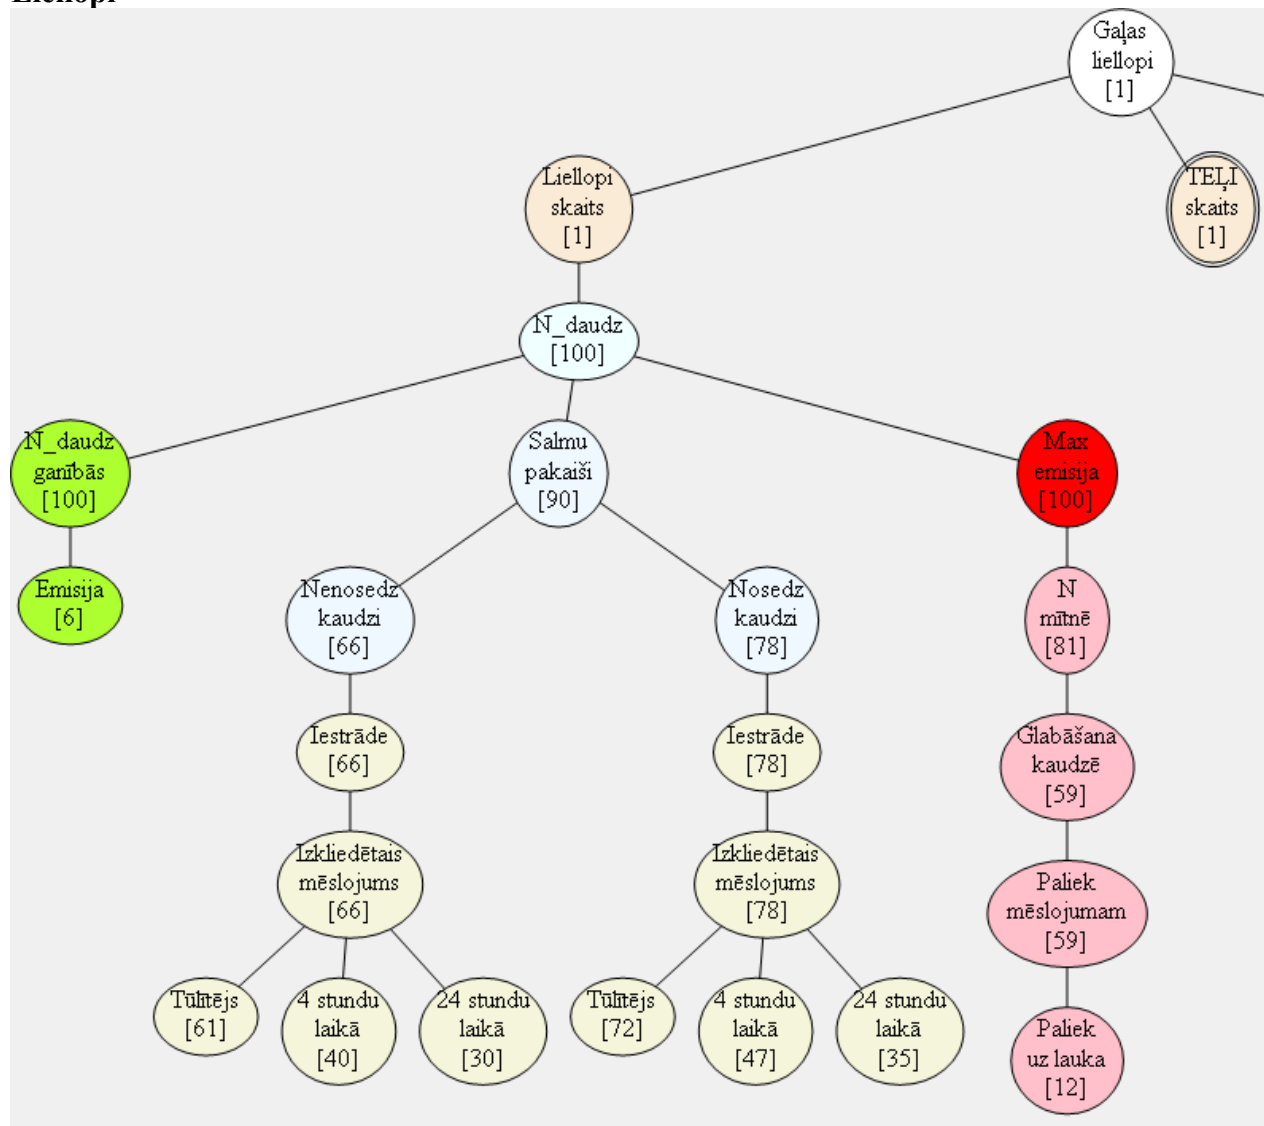 Gaļas
liellopi
[1]
Liellopi
skaits
[1]
TEĻI
skaits
[1]
N_daudz
[100]
N_daudz
ganībās
[100]
Salmu
pakaiši
[90]
Max
emisija
[100]
Emisija
[6]
Nenosedz
kaudzi
[66]
Nosedz
kaudzi
[78]
N
mītnē
[81]
Iestrāde
[66]
Iestrāde
[78]
Glabāšana
kaudzē
[59]
Izkliedētais
mēslojums
[66]
Izkliedētais
mēslojums
[78]
Paliek
mēslojumam
[59]
Tūlītējs
[61]
4 stundu
laikā
[40]
24 stundu
laikā
[30]
Tūlītējs
[72]
4 stundu
laikā
[47]
24 stundu
laikā
[35]
Paliek
uz lauka
[12]